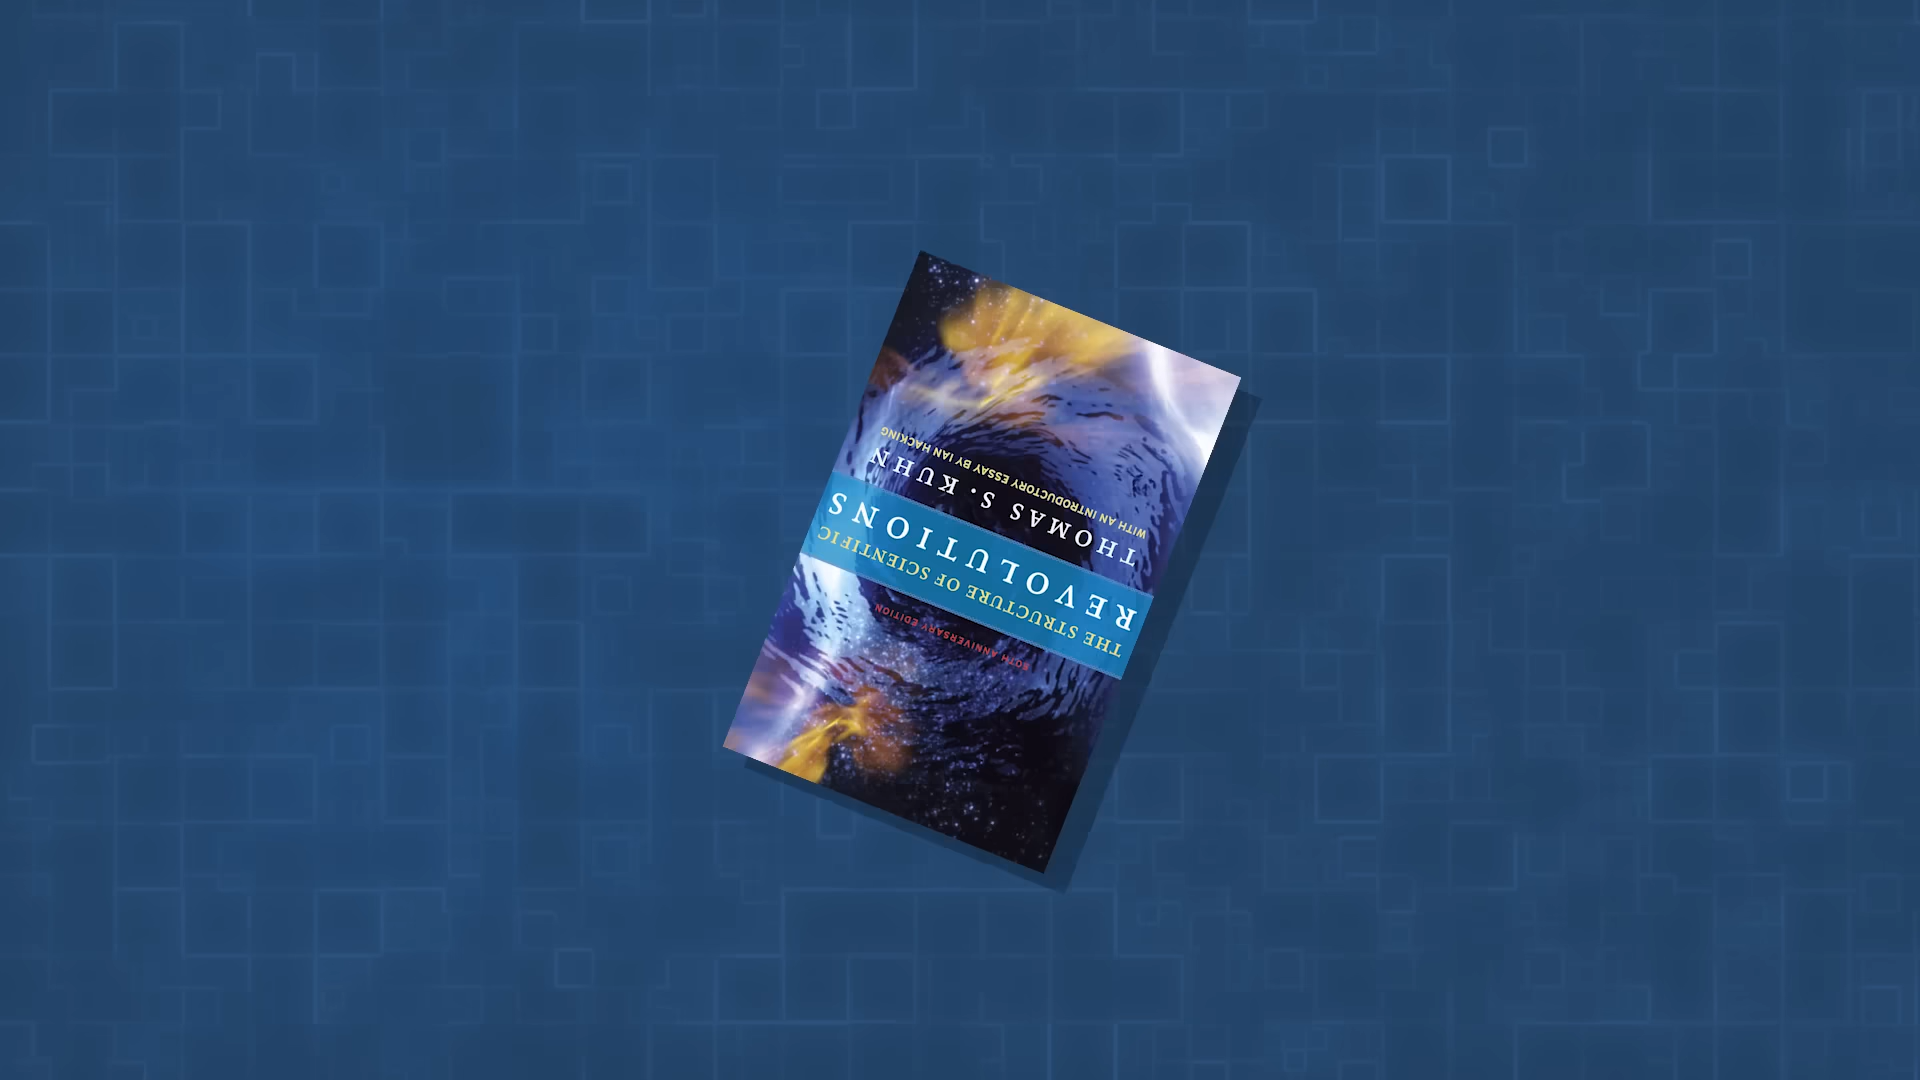 50TH ANNIVERSARY EDITION
THE STRUCTURE OF SCIENTIFIC
REVOLUTIONS
THOMAS S. KUHN
WITH AN INTRODUCTORY ESSAY BY IAN HACKING